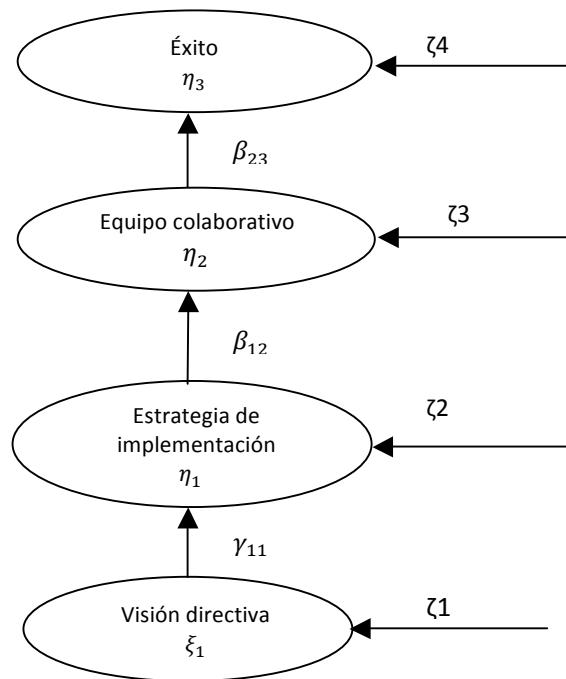 Éxito
η₃
ζ4
β₂₃
Equipo colaborativo
η₂
ζ3
β₁₂
Estrategia de
implementación
η₁
ζ2
γ₁₁
Visión directiva
ξ₁
ζ1